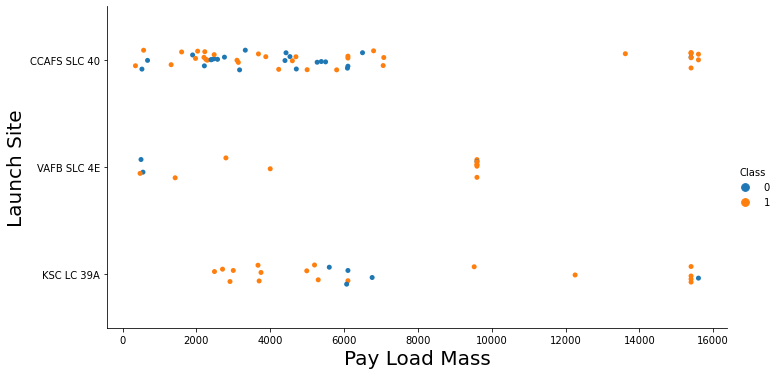 CCAFS SLC 40
VAFB SLC 4E
KSC LC 39A
Launch Site
0 2000 4000 6000 8000 10000 12000 14000 16000
Pay Load Mass
Class
0
1